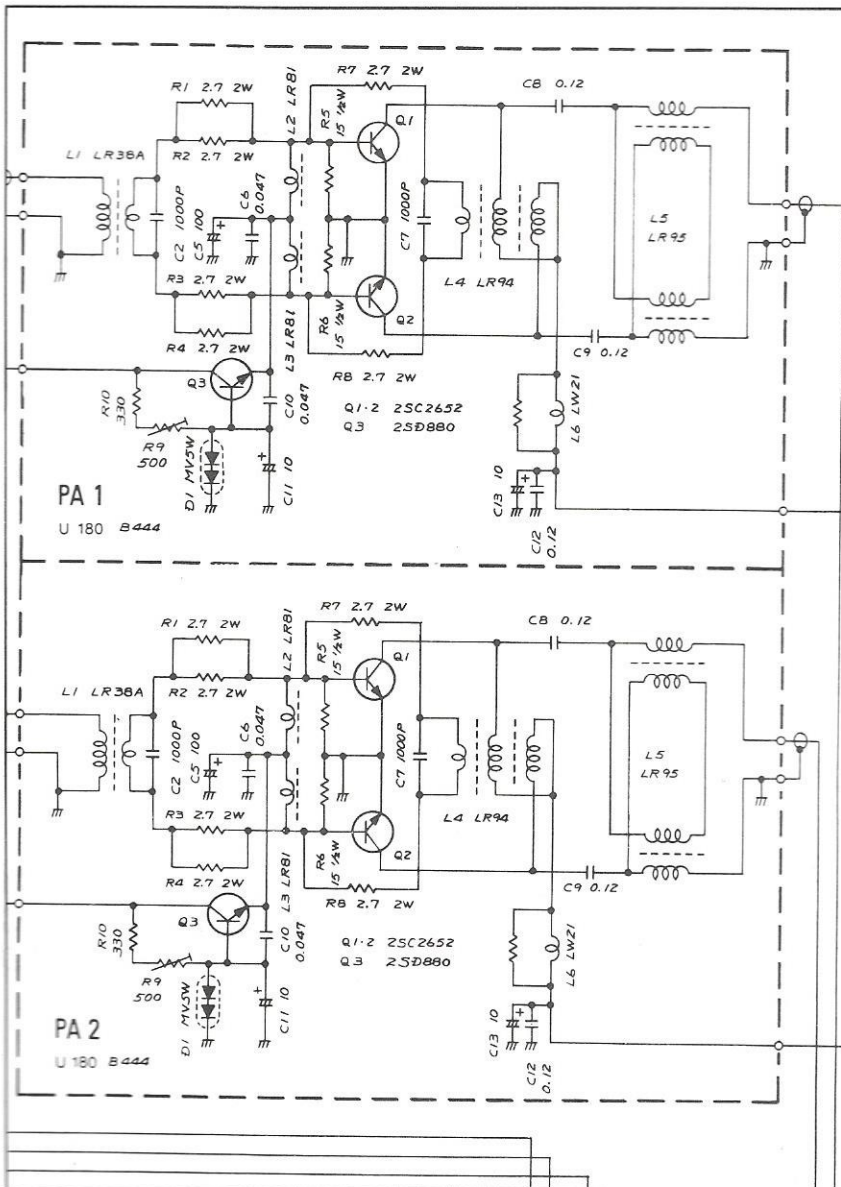 R7 2.7 2W
C8 0.12
R1 2.7 2W
L2 LR81
R5
15 ½W
Q1
R2 2.7 2W
L1 LR38A
C2 1000P
C5 100
+
C6
0.047
C7 1000P
L4 LR94
L5
LR95
R3 2.7 2W
R6
15 ½W
Q2
C9 0.12
R4 2.7 2W
L3 LR81
R8 2.7 2W
Q3
R10
330
C10
0.047
Q1·2 2SC2652
Q3 2SD880
L6 LW21
R9
500
D1 MV5W
+
C11 10
C13 10
+
C12
0.12
PA 1
U 180 B444
R7 2.7 2W
C8 0.12
R1 2.7 2W
L2 LR81
R5
15 ½W
Q1
R2 2.7 2W
L1 LR38A
C2 1000P
C5 100
+
C6
0.047
C7 1000P
L4 LR94
L5
LR95
R3 2.7 2W
R6
15 ½W
Q2
C9 0.12
R4 2.7 2W
L3 LR81
R8 2.7 2W
Q3
R10
330
C10
0.047
Q1·2 2SC2652
Q3 2SD880
L6 LW21
R9
500
D1 MV5W
+
C11 10
C13 10
+
C12
0.12
PA 2
U 180 B444